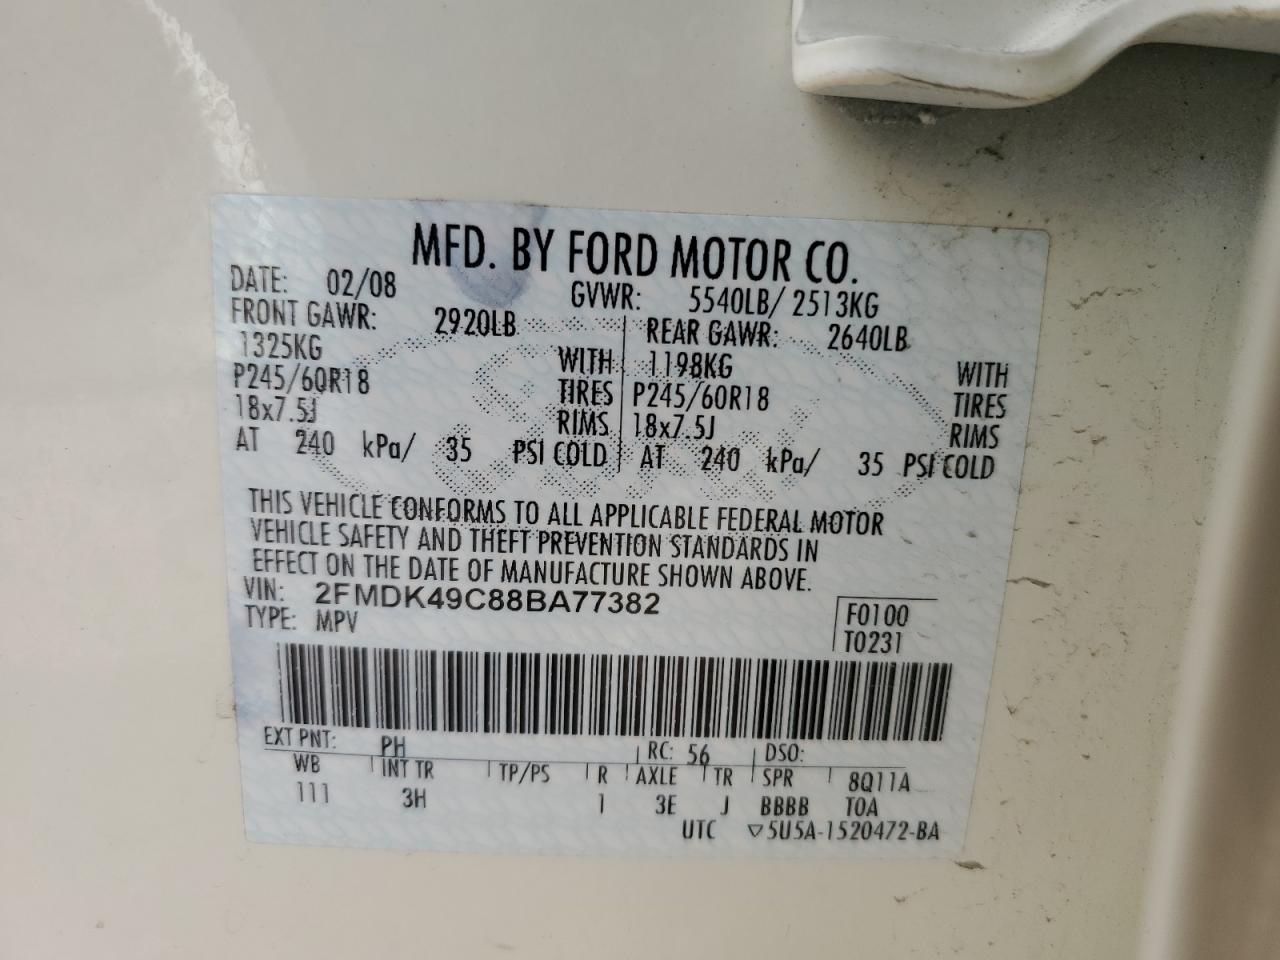 MFD. BY FORD MOTOR CO.
DATE: 02/08 GVWR: 5540LB/ 2513KG
FRONT GAWR: 2920LB REAR GAWR: 2640LB
1325KG WITH 1198KG WITH
P245/60R18 TIRES P245/60R18 TIRES
18x7.5J RIMS 18x7.5J RIMS
AT 240 kPa/ 35 PSI COLD AT 240 kPa/ 35 PSI COLD
THIS VEHICLE CONFORMS TO ALL APPLICABLE FEDERAL MOTOR
VEHICLE SAFETY AND THEFT PREVENTION STANDARDS IN
EFFECT ON THE DATE OF MANUFACTURE SHOWN ABOVE.
VIN: 2FMDK49C88BA77382 F0100
TYPE: MPV T0231
EXT PNT: PH RC: 56 DSO:
WB INT TR TP/PS R AXLE TR SPR 8Q11A
111 3H 1 3E J BBBB TOA
UTC ▽5U5A-1520472-BA